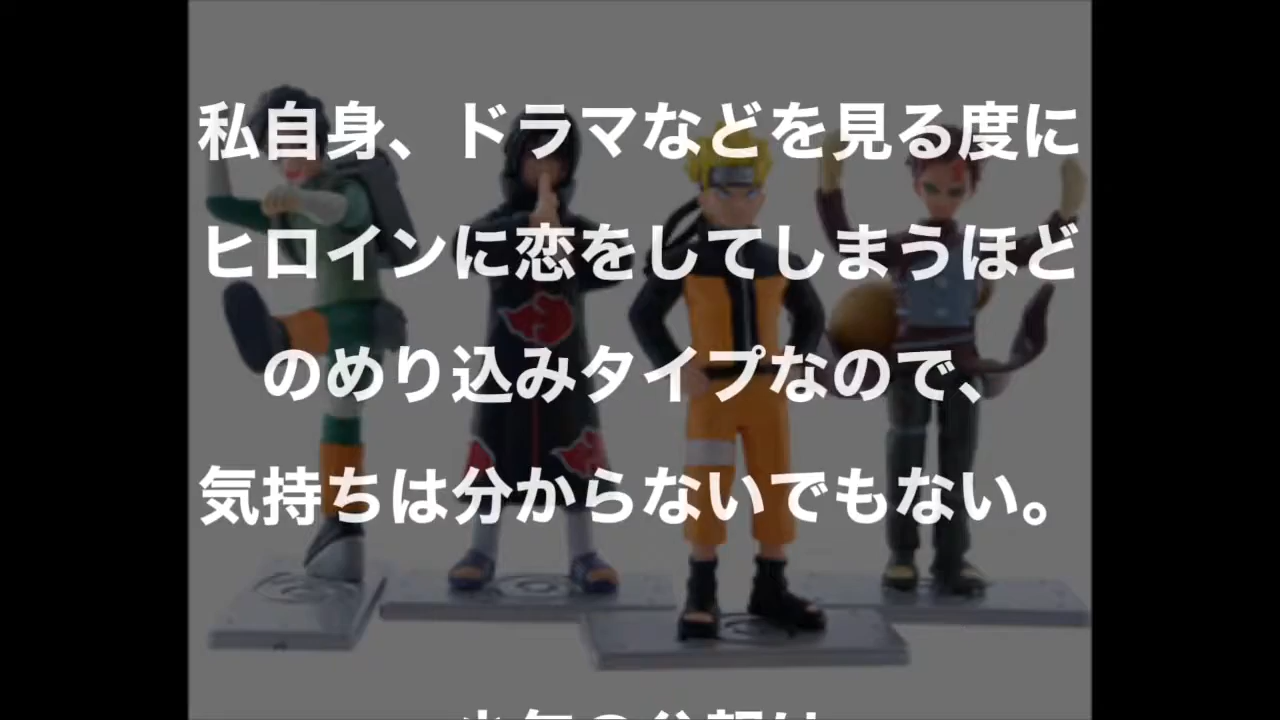 私自身、ドラマなどを見る度に
ヒロインに恋をしてしまうほど
のめり込みタイプなので、
気持ちは分からないでもない。